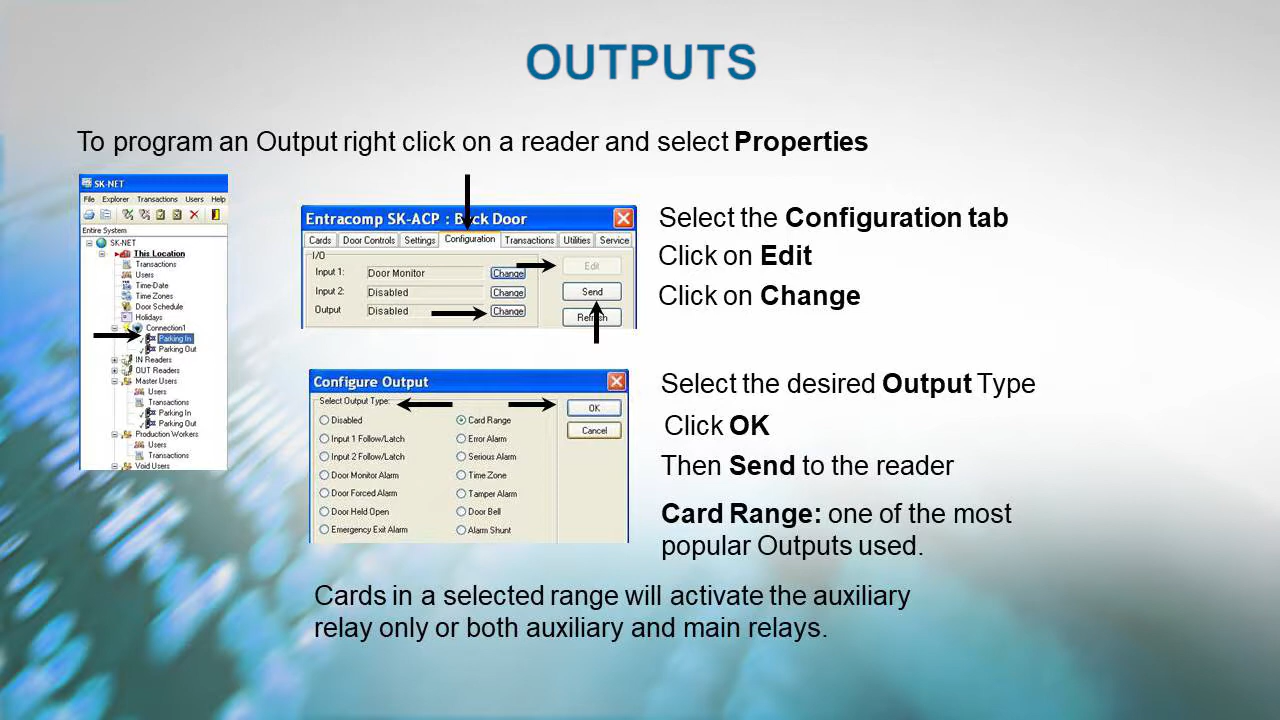 OUTPUTS
To program an Output right click on a reader and select Properties
SK-NET
File Explorer Transactions Users Help
Entire System
SK-NET
This Location
Transactions
Users
Time-Date
Time Zones
Door Schedule
Holidays
Connection1
Parking In
Parking Out
IN Readers
OUT Readers
Master Users
Users
Transactions
Parking In
Parking Out
Production Workers
Users
Transactions
Void Users
Entracomp SK-ACP : Back Door
Cards Door Controls Settings Configuration Transactions Utilities Service
I/O
Input 1: Door Monitor Change Edit
Input 2: Disabled Change Send
Output Disabled Change Refresh
Select the Configuration tab
Click on Edit
Click on Change
Configure Output
Select Output Type:
OK
Cancel
Disabled Card Range
Input 1 Follow/Latch Error Alarm
Input 2 Follow/Latch Serious Alarm
Door Monitor Alarm Time Zone
Door Forced Alarm Tamper Alarm
Door Held Open Door Bell
Emergency Exit Alarm Alarm Shunt
Select the desired Output Type
Click OK
Then Send to the reader
Card Range: one of the most
popular Outputs used.
Cards in a selected range will activate the auxiliary
relay only or both auxiliary and main relays.